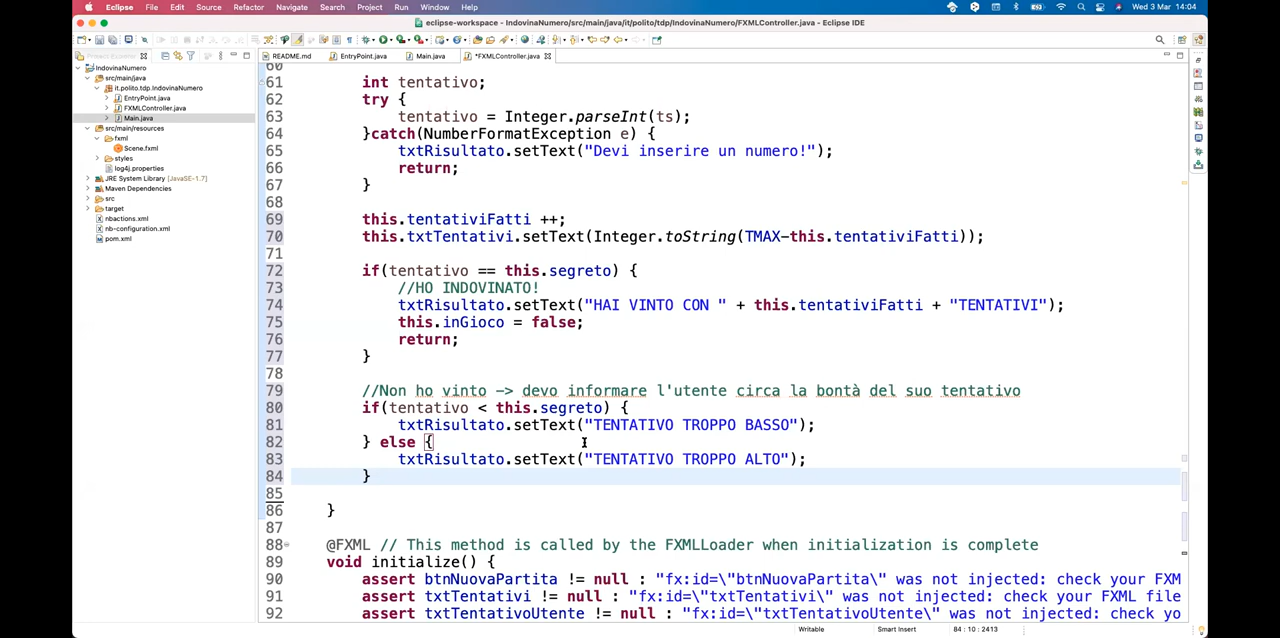 Eclipse File Edit Source Refactor Navigate Search Project Run Window Help Wed 3 Mar 14:04
eclipse-workspace - IndovinaNumero/src/main/java/it/polito/tdp/IndovinaNumero/FXMLController.java - Eclipse IDE
Project Explorer
README.md EntryPoint.java Main.java *FXMLController.java
IndovinaNumero
src/main/java
it.polito.tdp.IndovinaNumero
EntryPoint.java
FXMLController.java
Main.java
src/main/resources
fxml
Scene.fxml
styles
log4j.properties
JRE System Library [JavaSE-1.7]
Maven Dependencies
src
target
nbactions.xml
nb-configuration.xml
pom.xml
60
61 int tentativo;
62 try {
63 tentativo = Integer.parseInt(ts);
64 }catch(NumberFormatException e) {
65 txtRisultato.setText("Devi inserire un numero!");
66 return;
67 }
68
69 this.tentativiFatti ++;
70 this.txtTentativi.setText(Integer.toString(TMAX-this.tentativiFatti));
71
72 if(tentativo == this.segreto) {
73 //HO INDOVINATO!
74 txtRisultato.setText("HAI VINTO CON " + this.tentativiFatti + "TENTATIVI");
75 this.inGioco = false;
76 return;
77 }
78
79 //Non ho vinto -> devo informare l'utente circa la bontà del suo tentativo
80 if(tentativo < this.segreto) {
81 txtRisultato.setText("TENTATIVO TROPPO BASSO");
82 } else {
83 txtRisultato.setText("TENTATIVO TROPPO ALTO");
84 }
85
86 }
87
88 @FXML // This method is called by the FXMLLoader when initialization is complete
89 void initialize() {
90 assert btnNuovaPartita != null : "fx:id=\"btnNuovaPartita\" was not injected: check your FXM
91 assert txtTentativi != null : "fx:id=\"txtTentativi\" was not injected: check your FXML file
92 assert txtTentativoUtente != null : "fx:id=\"txtTentativoUtente\" was not injected: check yo
Writable Smart Insert 84 : 10 : 2413